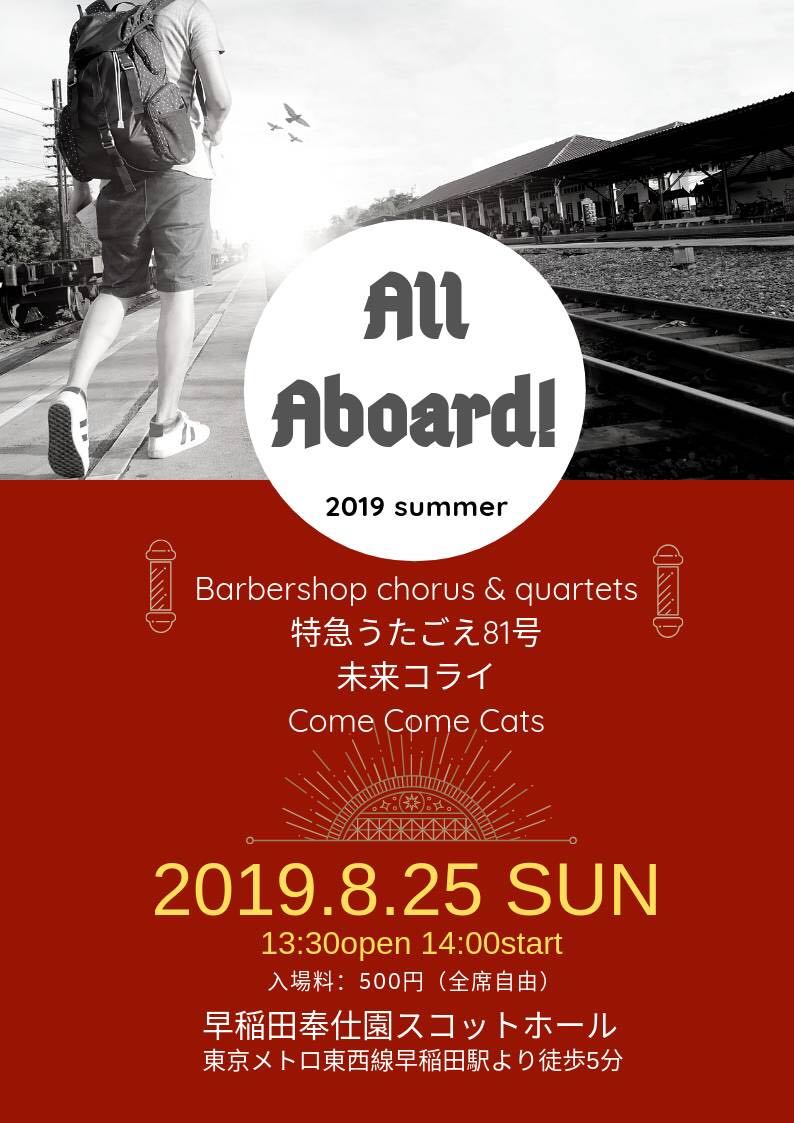 All
Aboard!
2019 summer
Barbershop chorus & quartets
特急うたごえ81号
未来コライ
Come Come Cats
2019.8.25 SUN
13:30open 14:00start
入場料：500円（全席自由）
早稲田奉仕園スコットホール
東京メトロ東西線早稲田駅より徒歩5分